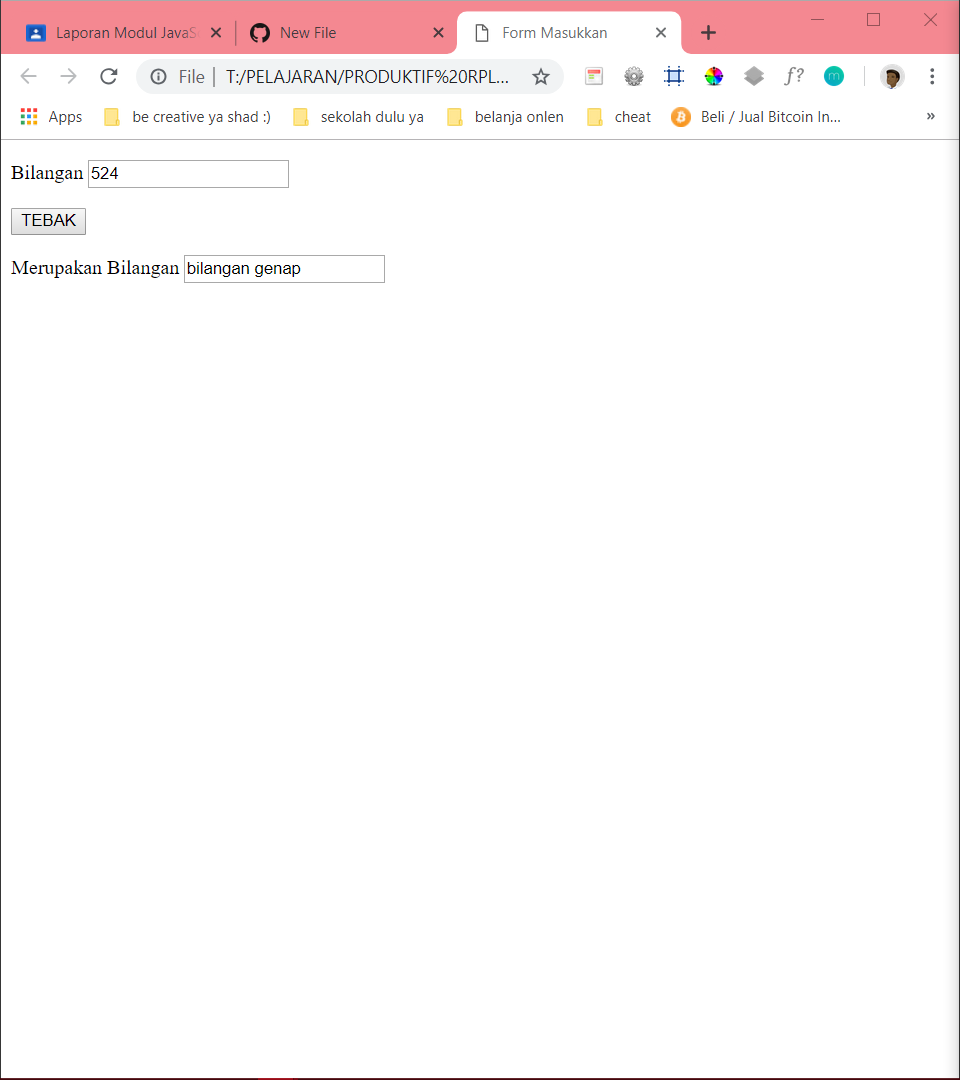 Laporan Modul JavaSc
New File
Form Masukkan
File | T:/PELAJARAN/PRODUKTIF%20RPL...
f?
m
Apps
be creative ya shad :)
sekolah dulu ya
belanja onlen
cheat
Beli / Jual Bitcoin In...
»
Bilangan 524
TEBAK
Merupakan Bilangan bilangan genap